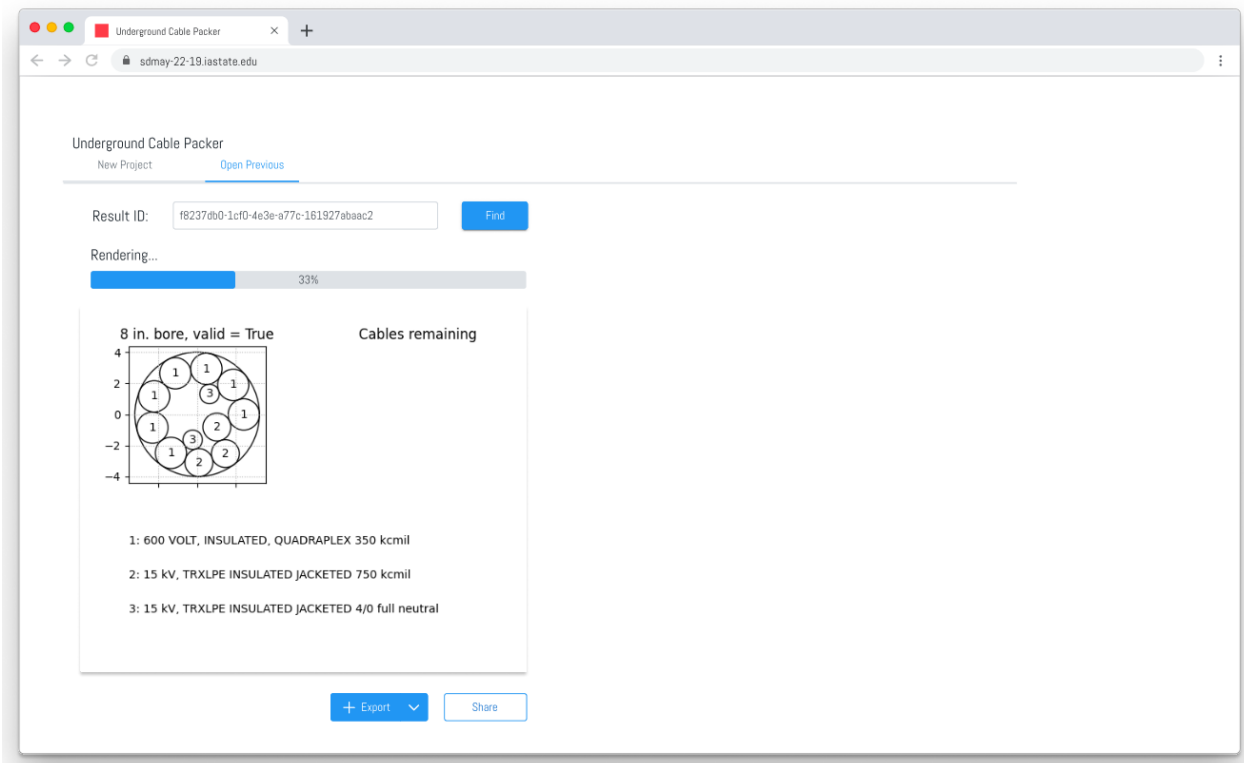 Underground Cable Packer
sdmay-22-19.iastate.edu
Underground Cable Packer
New Project Open Previous
Result ID: f8237db0-1cf0-4e3e-a77c-161927abaac2 Find
Rendering...
33%
8 in. bore, valid = True Cables remaining
4
2
0
−2
−4
1
1
1
3
1
1
1
2
3
1
2
2
1: 600 VOLT, INSULATED, QUADRAPLEX 350 kcmil
2: 15 kV, TRXLPE INSULATED JACKETED 750 kcmil
3: 15 kV, TRXLPE INSULATED JACKETED 4/0 full neutral
Export
Share